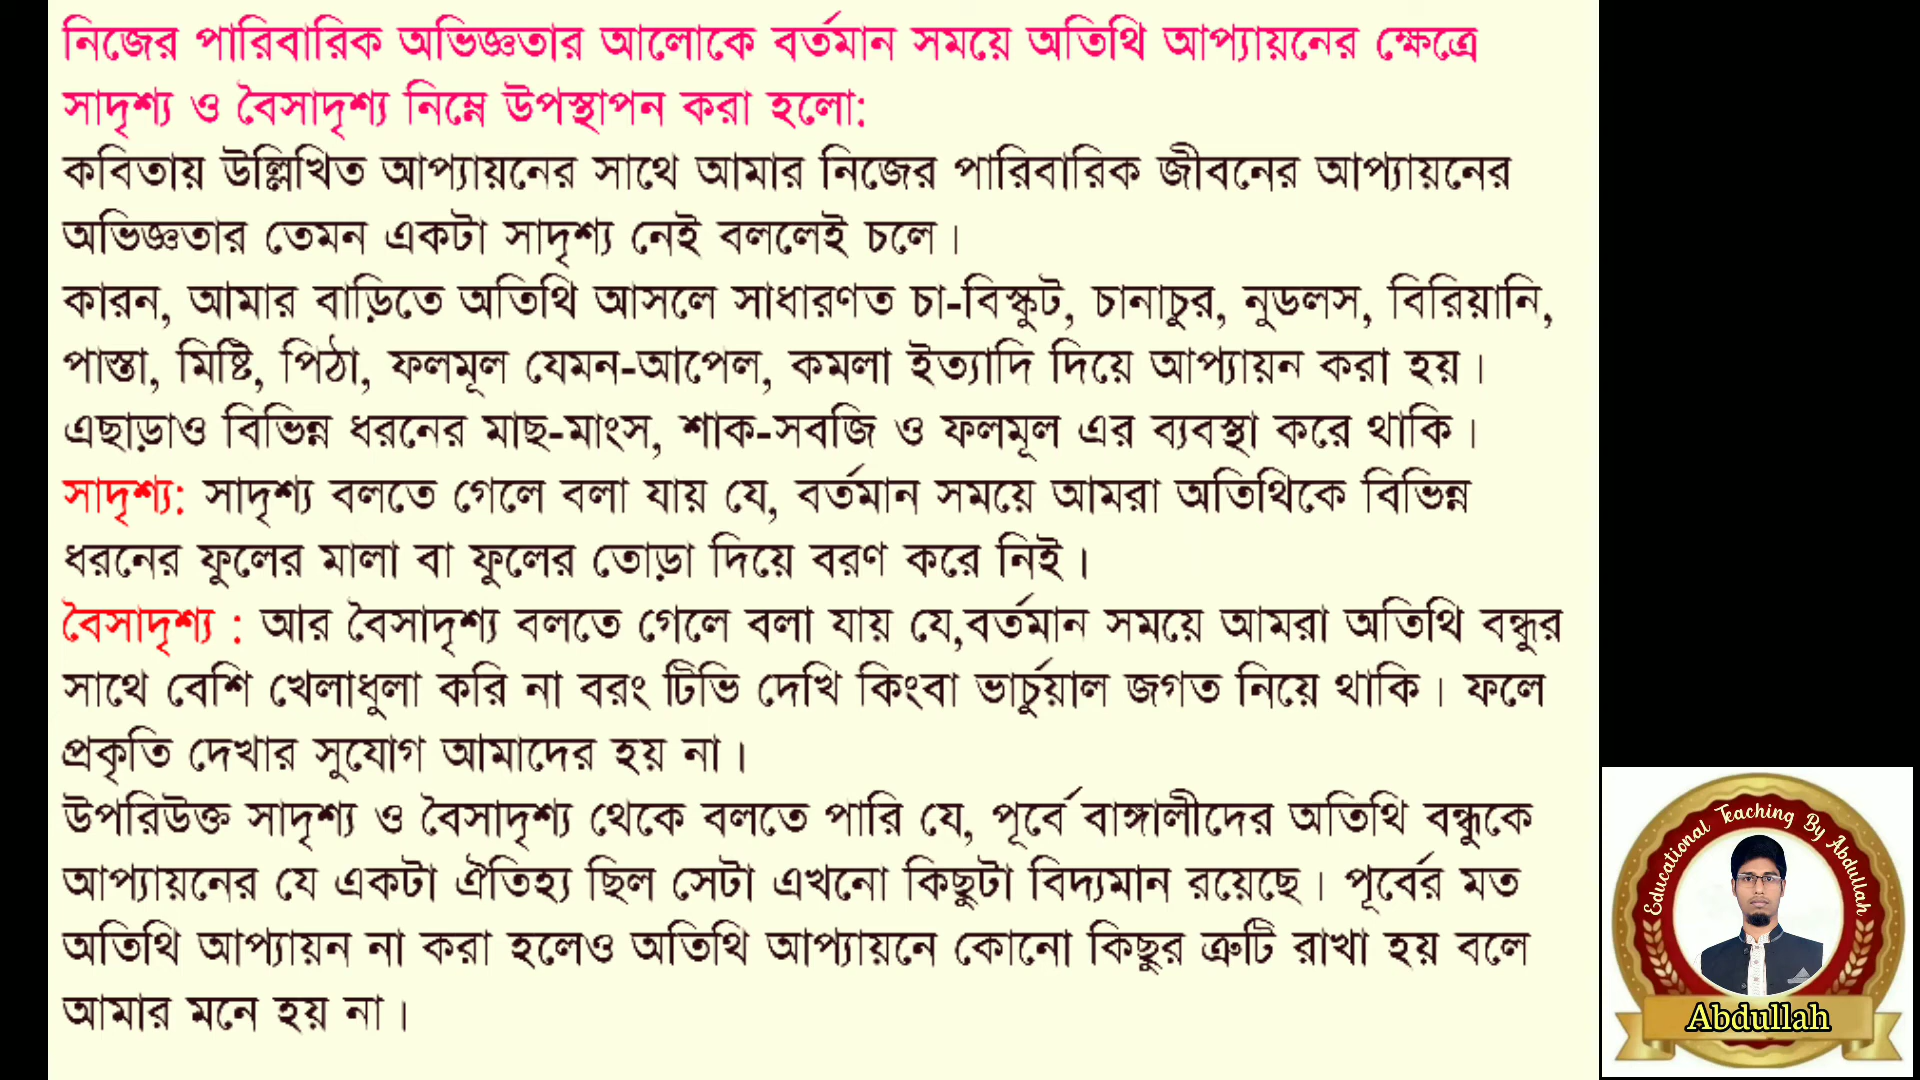 নিজের পারিবারিক অভিজ্ঞতার আলোকে বর্তমান সময়ে অতিথি আপ্যায়নের ক্ষেত্রে
সাদৃশ্য ও বৈসাদৃশ্য নিম্নে উপস্থাপন করা হলো:
কবিতায় উল্লিখিত আপ্যায়নের সাথে আমার নিজের পারিবারিক জীবনের আপ্যায়নের
অভিজ্ঞতার তেমন একটা সাদৃশ্য নেই বললেই চলে।
কারন, আমার বাড়িতে অতিথি আসলে সাধারণত চা-বিস্কুট, চানাচুর, নুডলস, বিরিয়ানি,
পাস্তা, মিষ্টি, পিঠা, ফলমূল যেমন-আপেল, কমলা ইত্যাদি দিয়ে আপ্যায়ন করা হয়।
এছাড়াও বিভিন্ন ধরনের মাছ-মাংস, শাক-সবজি ও ফলমূল এর ব্যবস্থা করে থাকি।
সাদৃশ্য: সাদৃশ্য বলতে গেলে বলা যায় যে, বর্তমান সময়ে আমরা অতিথিকে বিভিন্ন
ধরনের ফুলের মালা বা ফুলের তোড়া দিয়ে বরণ করে নিই।
বৈসাদৃশ্য : আর বৈসাদৃশ্য বলতে গেলে বলা যায় যে,বর্তমান সময়ে আমরা অতিথি বন্ধুর
সাথে বেশি খেলাধুলা করি না বরং টিভি দেখি কিংবা ভার্চুয়াল জগত নিয়ে থাকি। ফলে
প্রকৃতি দেখার সুযোগ আমাদের হয় না।
উপরিউক্ত সাদৃশ্য ও বৈসাদৃশ্য থেকে বলতে পারি যে, পূর্বে বাঙ্গালীদের অতিথি বন্ধুকে
আপ্যায়নের যে একটা ঐতিহ্য ছিল সেটা এখনো কিছুটা বিদ্যমান রয়েছে। পূর্বের মত
অতিথি আপ্যায়ন না করা হলেও অতিথি আপ্যায়নে কোনো কিছুর ত্রুটি রাখা হয় বলে
আমার মনে হয় না।
Educational Teaching By Abdullah
Abdullah